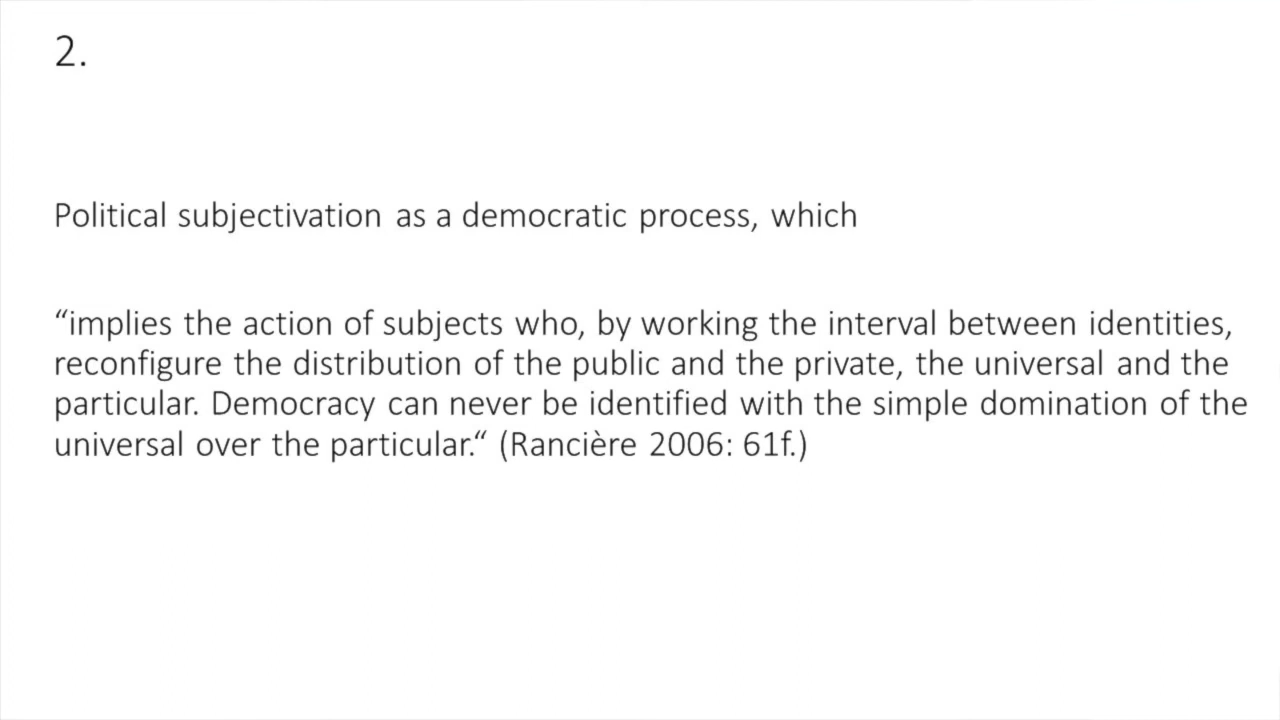 2.
Political subjectivation as a democratic process, which
“implies the action of subjects who, by working the interval between identities,
reconfigure the distribution of the public and the private, the universal and the
particular. Democracy can never be identified with the simple domination of the
universal over the particular.“ (Rancière 2006: 61f.)